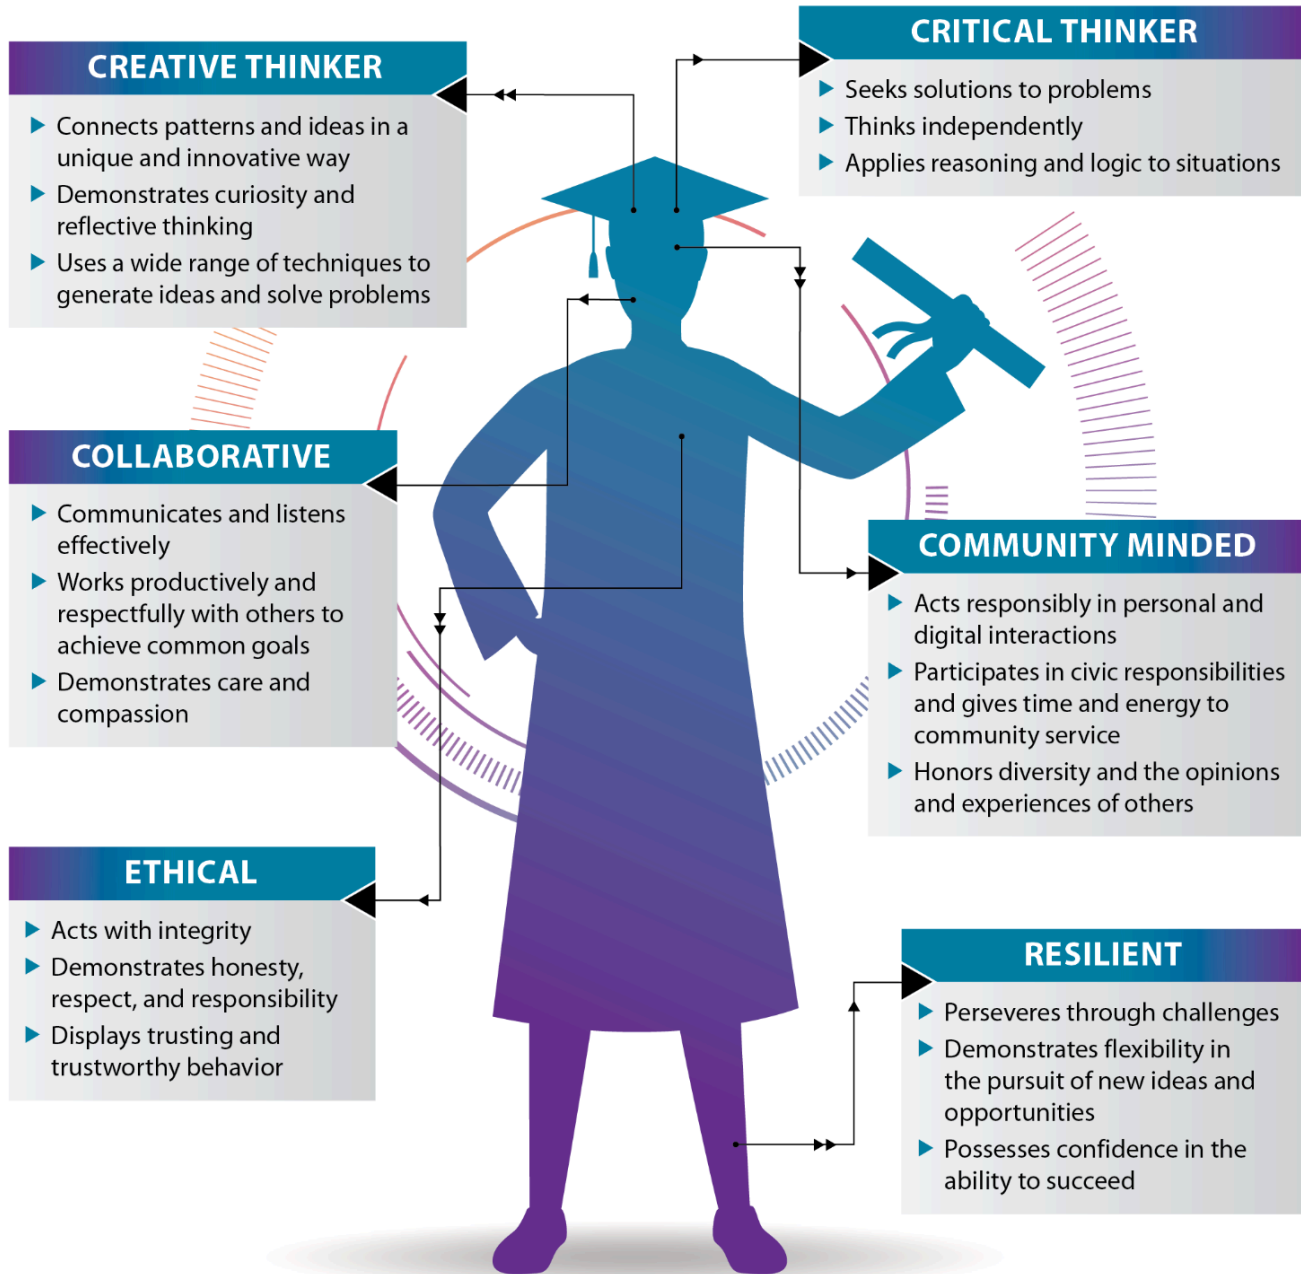 CREATIVE THINKER
Connects patterns and ideas in a
unique and innovative way
Demonstrates curiosity and
reflective thinking
Uses a wide range of techniques to
generate ideas and solve problems
CRITICAL THINKER
Seeks solutions to problems
Thinks independently
Applies reasoning and logic to situations
COLLABORATIVE
Communicates and listens
effectively
Works productively and
respectfully with others to
achieve common goals
Demonstrates care and
compassion
COMMUNITY MINDED
Acts responsibly in personal and
digital interactions
Participates in civic responsibilities
and gives time and energy to
community service
Honors diversity and the opinions
and experiences of others
ETHICAL
Acts with integrity
Demonstrates honesty,
respect, and responsibility
Displays trusting and
trustworthy behavior
RESILIENT
Perseveres through challenges
Demonstrates flexibility in
the pursuit of new ideas and
opportunities
Possesses confidence in the
ability to succeed